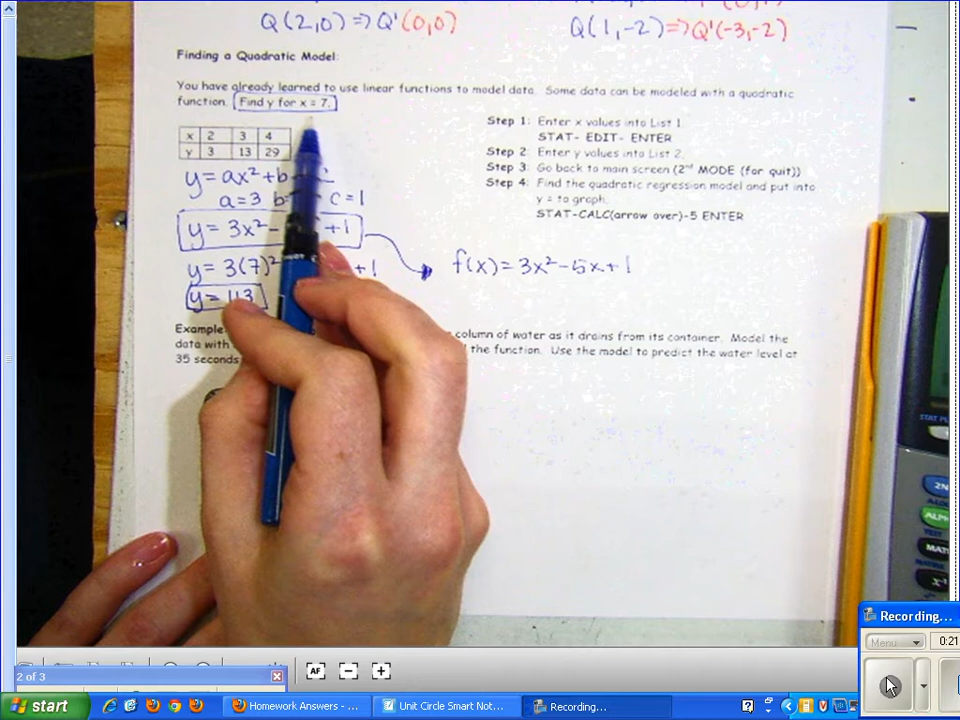 Q(2,0) => Q'(0,0)
Q(1,-2) => Q'(-3,-2)
Finding a Quadratic Model:
You have already learned to use linear functions to model data. Some data can be modeled with a quadratic
function. Find y for x = 7.
x 2 3 4
y 3 13 29
y = ax² + b
a=3 b= c=1
y = 3x² - +1
y = 3(7)² +1
y = 113
Step 1: Enter x values into List 1
STAT- EDIT- ENTER
Step 2: Enter y values into List 2.
Step 3: Go back to main screen (2nd MODE (for quit))
Step 4: Find the quadratic regression model and put into
y = to graph.
STAT-CALC(arrow over)-5 ENTER
f(x) = 3x² - 5x + 1
Example: column of water as it drains from its container. Model the
data with the function. Use the model to predict the water level at
35 seconds
STAT
2N
ALPH
MAT
X-1
Recording...
Menu
0:21
AF
2 of 3
start
Homework Answers - ...
Unit Circle Smart Not...
Recording...